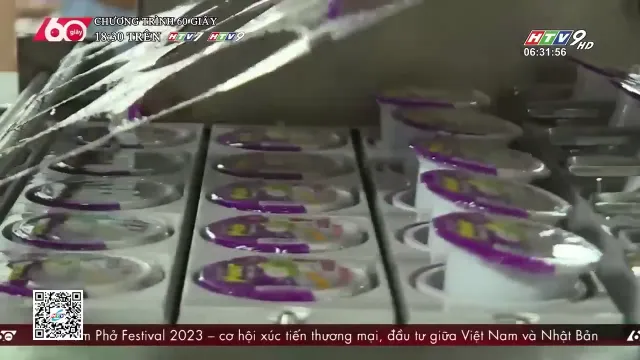 60 giây
CHƯƠNG TRÌNH 60 GIÂY
18:30 TRÊN HTV7 HTV9
HTV9 HD
06:31:56
Phở Festival 2023 – cơ hội xúc tiến thương mại, đầu tư giữa Việt Nam và Nhật Bản